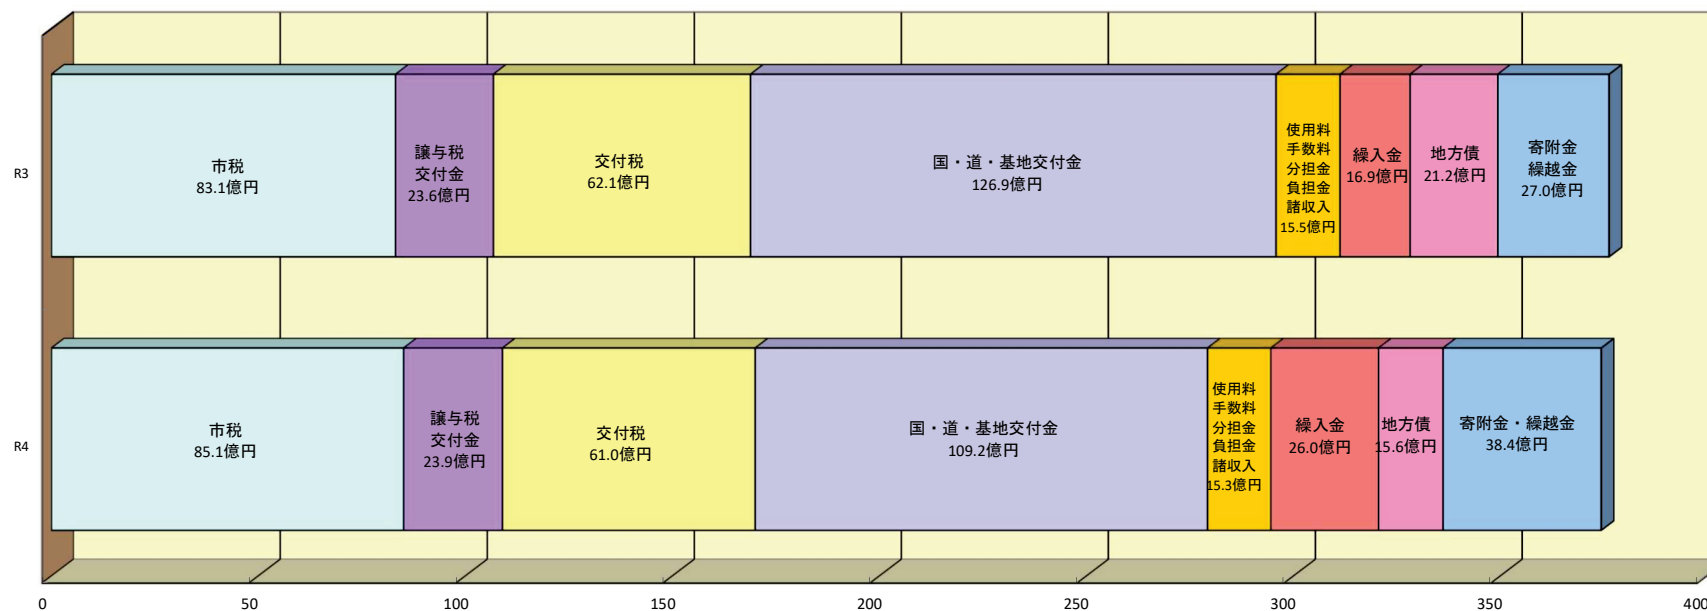 R3
市税
83.1億円
譲与税
交付金
23.6億円
交付税
62.1億円
国・道・基地交付金
126.9億円
使用料
手数料
分担金
負担金
諸収入
15.5億円
繰入金
16.9億円
地方債
21.2億円
寄附金
繰越金
27.0億円
R4
市税
85.1億円
譲与税
交付金
23.9億円
交付税
61.0億円
国・道・基地交付金
109.2億円
使用料
手数料
分担金
負担金
諸収入
15.3億円
繰入金
26.0億円
地方債
15.6億円
寄附金・繰越金
38.4億円
0 50 100 150 200 250 300 350 400